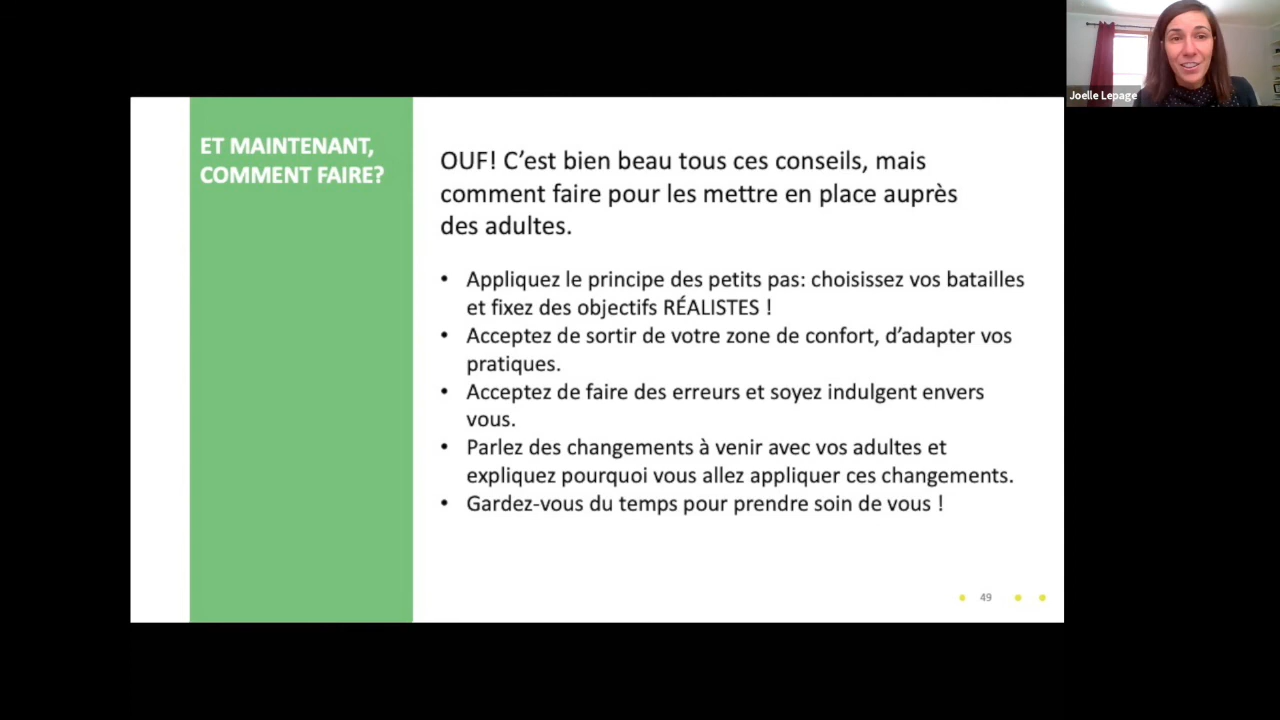 Joelle Lepage
ET MAINTENANT,
COMMENT FAIRE?
OUF! C'est bien beau tous ces conseils, mais
comment faire pour les mettre en place auprès
des adultes.
• Appliquez le principe des petits pas: choisissez vos batailles
et fixez des objectifs RÉALISTES !
• Acceptez de sortir de votre zone de confort, d'adapter vos
pratiques.
• Acceptez de faire des erreurs et soyez indulgent envers
vous.
• Parlez des changements à venir avec vos adultes et
expliquez pourquoi vous allez appliquer ces changements.
• Gardez-vous du temps pour prendre soin de vous !
49